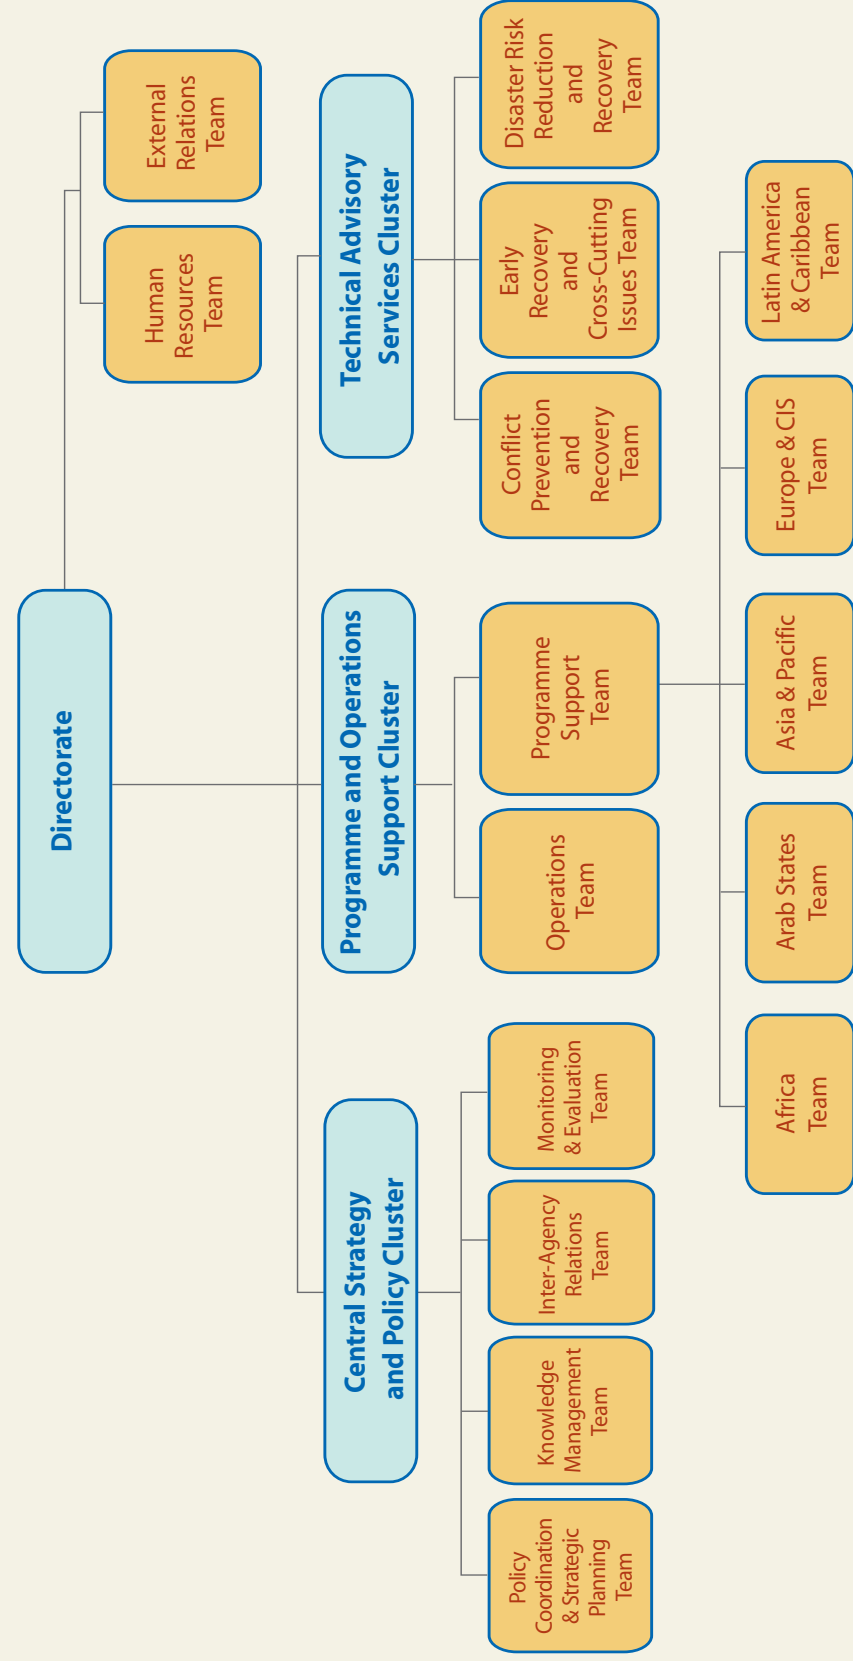 Directorate
Human
Resources
Team
External
Relations
Team
Central Strategy
and Policy Cluster
Programme and Operations
Support Cluster
Technical Advisory
Services Cluster
Policy
Coordination
& Strategic
Planning
Team
Knowledge
Management
Team
Inter-Agency
Relations
Team
Monitoring
& Evaluation
Team
Operations
Team
Programme
Support
Team
Conflict
Prevention
and
Recovery
Team
Early
Recovery
and
Cross-Cutting
Issues Team
Disaster Risk
Reduction
and
Recovery
Team
Africa
Team
Arab States
Team
Asia & Pacific
Team
Europe & CIS
Team
Latin America
& Caribbean
Team